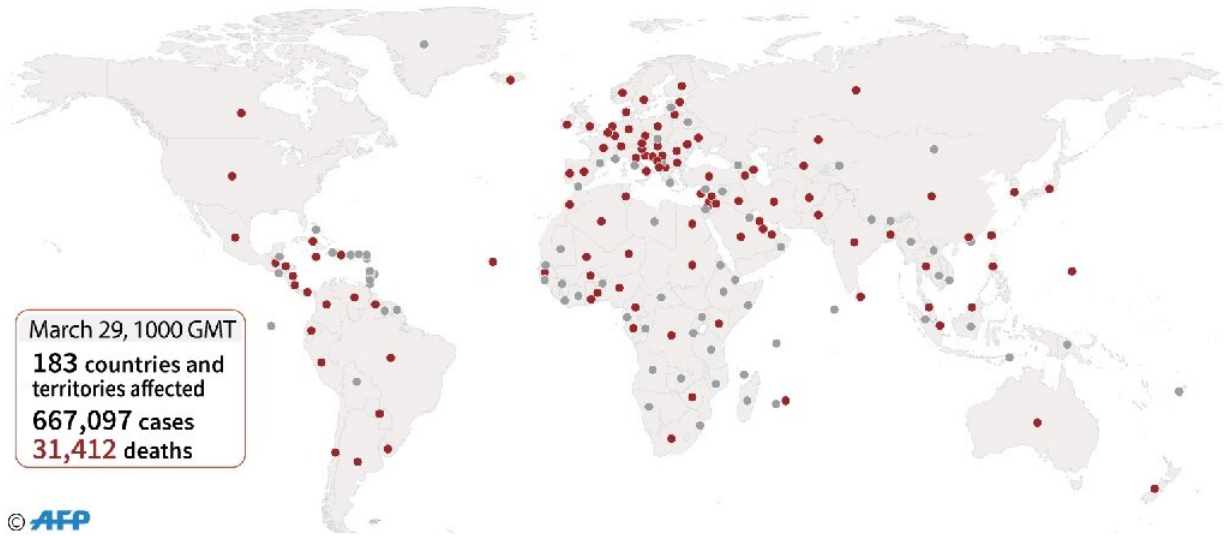 March 29, 1000 GMT
183 countries and
territories affected
667,097 cases
31,412 deaths
© AFP